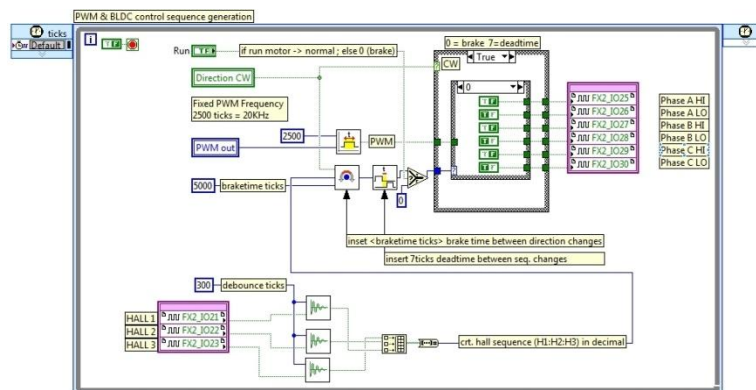 PWM & BLDC control sequence generation
ticks
Default
i
Run
TF
if run motor -> normal ; else 0 (brake)
0 = brake 7=deadtime
True
CW
Direction CW
0
Fixed PWM Frequency
2500 ticks = 20KHz
2500
PWM out
PWM
FX2_IO25
FX2_IO26
FX2_IO27
FX2_IO28
FX2_IO29
FX2_IO30
Phase A HI
Phase A LO
Phase B HI
Phase B LO
Phase C HI
Phase C LO
5000
braketime ticks
0
inset <braketime ticks> brake time between direction changes
insert 7ticks deadtime between seq. changes
300
debounce ticks
HALL 1
HALL 2
HALL 3
FX2_IO21
FX2_IO22
FX2_IO23
crt. hall sequence (H1:H2:H3) in decimal